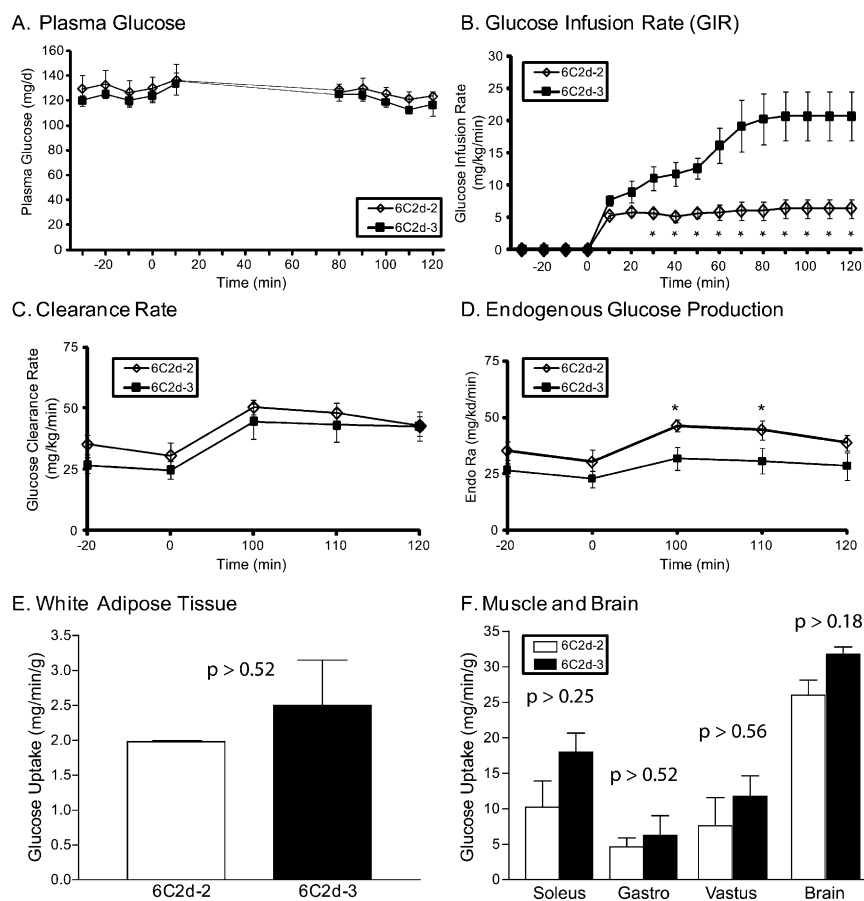 A. Plasma Glucose
160
140
120
100
80
60
40
20
0
Plasma Glucose (mg/d)
6C2d-2
6C2d-3
-20 0 20 40 60 80 100 120
Time (min)
B. Glucose Infusion Rate (GIR)
30
25
20
15
10
5
0
Glucose Infusion Rate
(mg/kg/min)
6C2d-2
6C2d-3
* * * * * * * * * *
-20 0 20 40 60 80 100 120
Time (min)
C. Clearance Rate
75
50
25
0
Glucose Clearance Rate
(mg/kg/min)
6C2d-2
6C2d-3
-20 0 100 110 120
Time (min)
D. Endogenous Glucose Production
75
50
25
0
Endo Ra (mg/kd/min)
6C2d-2
6C2d-3
* *
-20 0 100 110 120
Time (min)
E. White Adipose Tissue
3.5
3.0
2.5
2.0
1.5
1.0
0.5
0.0
Glucose Uptake (mg/min/g)
p > 0.52
6C2d-2 6C2d-3
F. Muscle and Brain
35
30
25
20
15
10
5
0
Glucose Uptake (mg/min/g)
6C2d-2
6C2d-3
p > 0.25
p > 0.52
p > 0.56
p > 0.18
Soleus Gastro Vastus Brain